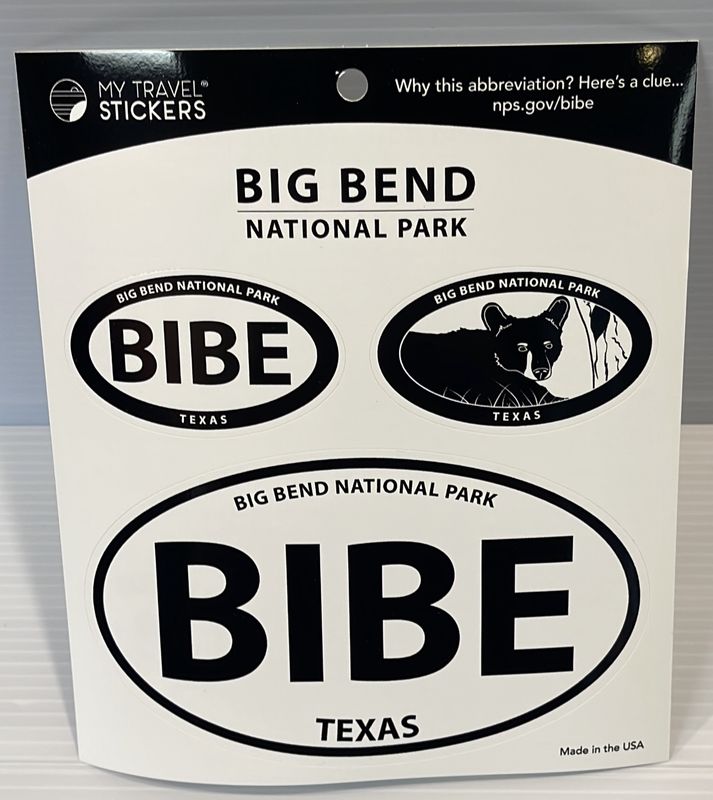 MY TRAVEL®
STICKERS
Why this abbreviation? Here's a clue...
nps.gov/bibe
BIG BEND
NATIONAL PARK
BIG BEND NATIONAL PARK
BIBE
TEXAS
BIG BEND NATIONAL PARK
TEXAS
BIG BEND NATIONAL PARK
BIBE
TEXAS
Made in the USA